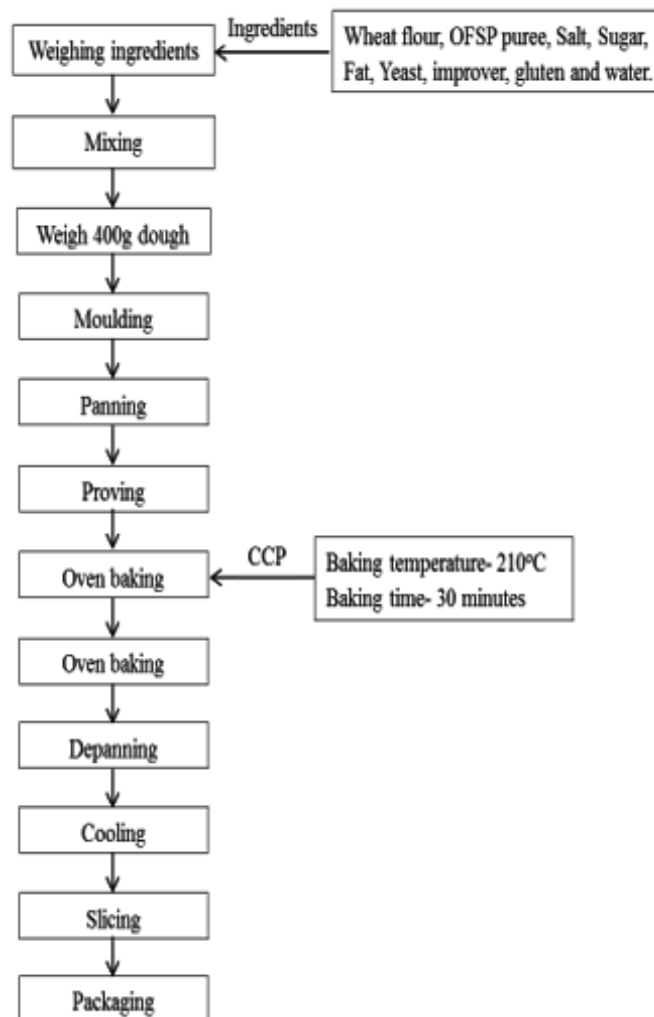 Ingredients
Weighing ingredients
Wheat flour, OFSP puree, Salt, Sugar,
Fat, Yeast, improver, gluten and water.
Mixing
Weigh 400g dough
Moulding
Panning
Proving
CCP
Oven baking
Baking temperature- 210°C
Baking time- 30 minutes
Oven baking
Depanning
Cooling
Slicing
Packaging